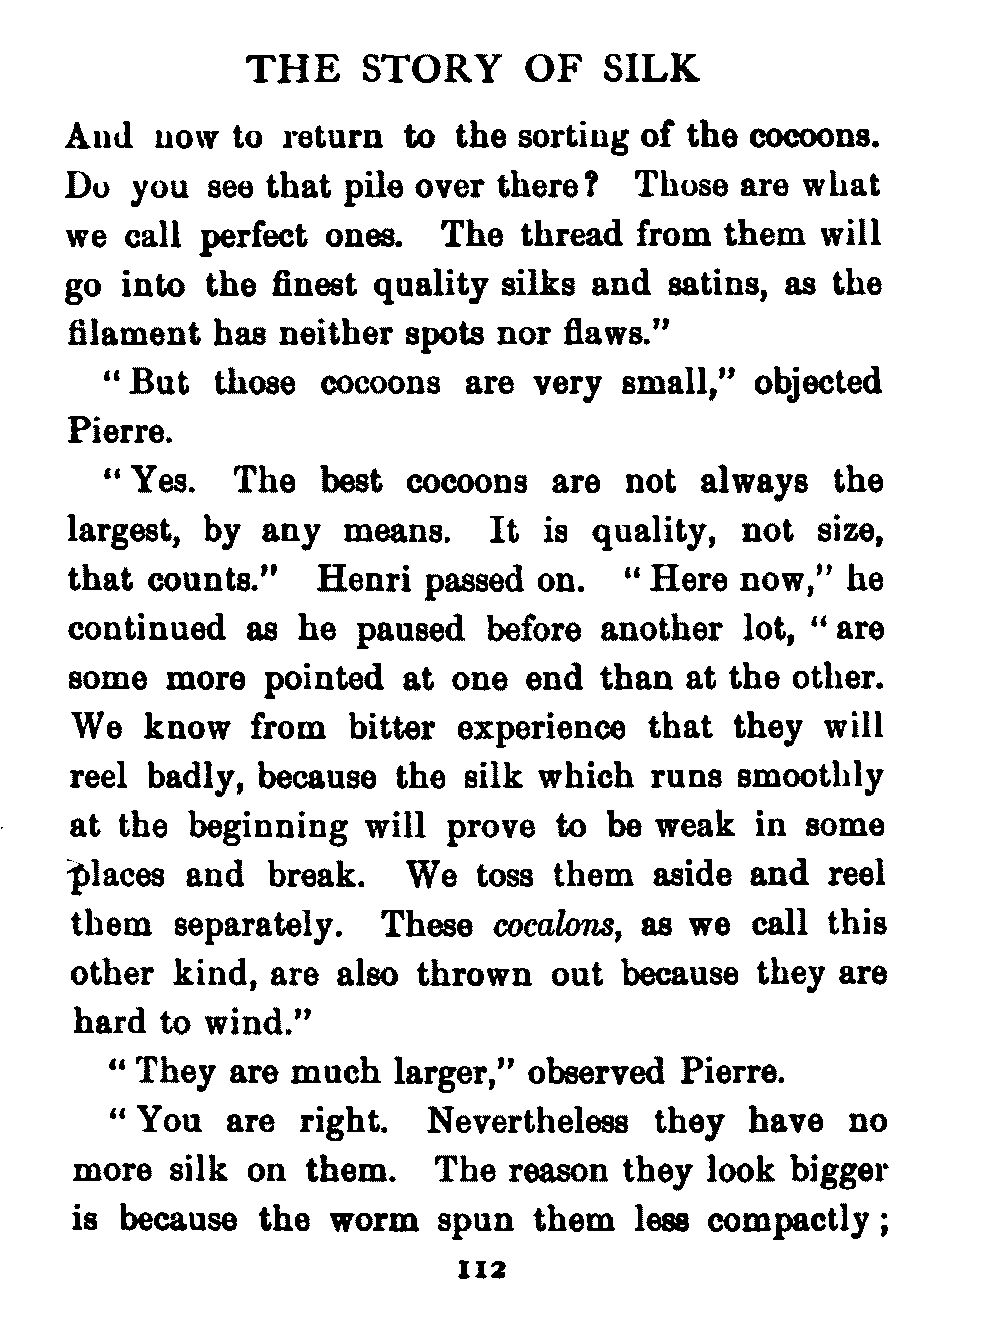 THE STORY OF SILK
And now to return to the sorting of the cocoons.
Do you see that pile over there? Those are what
we call perfect ones. The thread from them will
go into the finest quality silks and satins, as the
filament has neither spots nor flaws."
"But those cocoons are very small," objected
Pierre.
"Yes. The best cocoons are not always the
largest, by any means. It is quality, not size,
that counts." Henri passed on. "Here now," he
continued as he paused before another lot, "are
some more pointed at one end than at the other.
We know from bitter experience that they will
reel badly, because the silk which runs smoothly
at the beginning will prove to be weak in some
places and break. We toss them aside and reel
them separately. These cocalons, as we call this
other kind, are also thrown out because they are
hard to wind."
"They are much larger," observed Pierre.
"You are right. Nevertheless they have no
more silk on them. The reason they look bigger
is because the worm spun them less compactly;
112